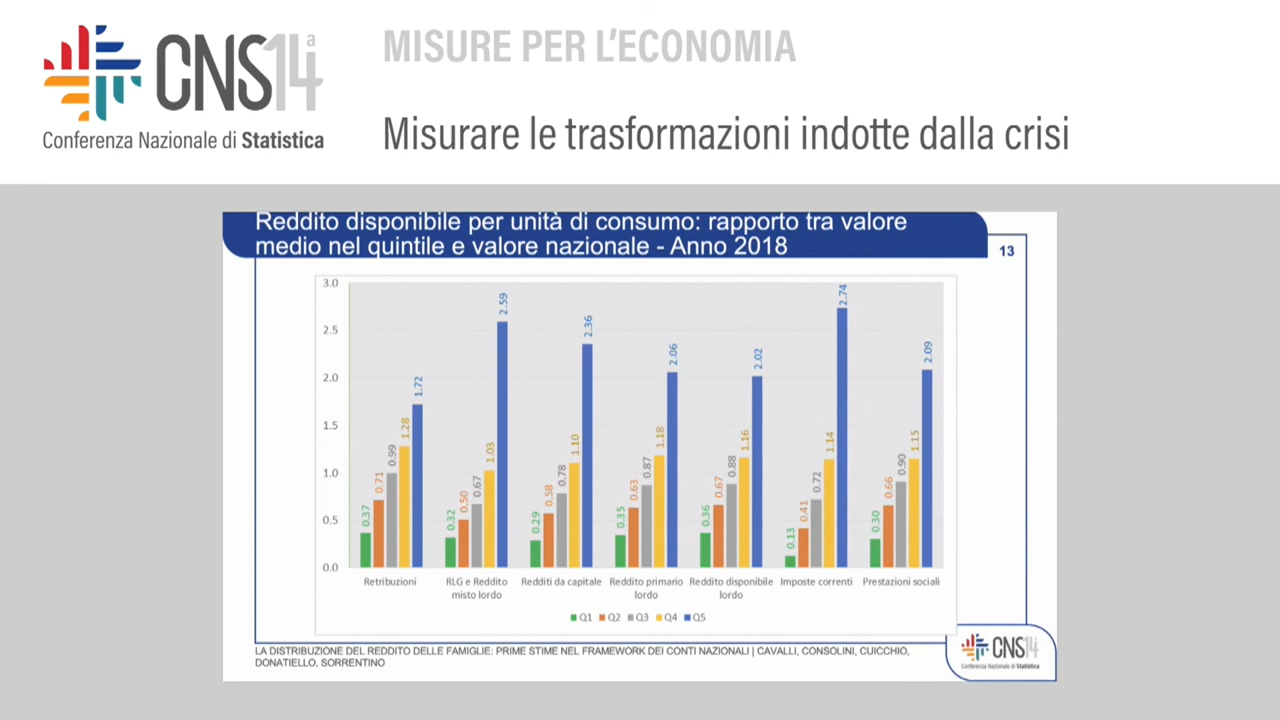 CNS14a
Conferenza Nazionale di Statistica
MISURE PER L'ECONOMIA
Misurare le trasformazioni indotte dalla crisi
Reddito disponibile per unità di consumo: rapporto tra valore
medio nel quintile e valore nazionale - Anno 2018
13
3.0
2.5
2.0
1.5
1.0
0.5
0.0
0.37 0.71 0.99 1.28 1.72
0.32 0.50 0.67 1.03 2.59
0.29 0.58 0.78 1.10 2.36
0.35 0.63 0.87 1.18 2.06
0.36 0.67 0.88 1.16 2.02
0.13 0.41 0.72 1.14 2.74
0.30 0.66 0.90 1.15 2.09
Retribuzioni
RLG e Reddito
misto lordo
Redditi da capitale
Reddito primario
lordo
Reddito disponibile
lordo
Imposte correnti
Prestazioni sociali
Q1 Q2 Q3 Q4 Q5
LA DISTRIBUZIONE DEL REDDITO DELLE FAMIGLIE: PRIME STIME NEL FRAMEWORK DEI CONTI NAZIONALI | CAVALLI, CONSOLINI, CUICCHIO,
DONATIELLO, SORRENTINO
CNS14
Conferenza Nazionale di Statistica